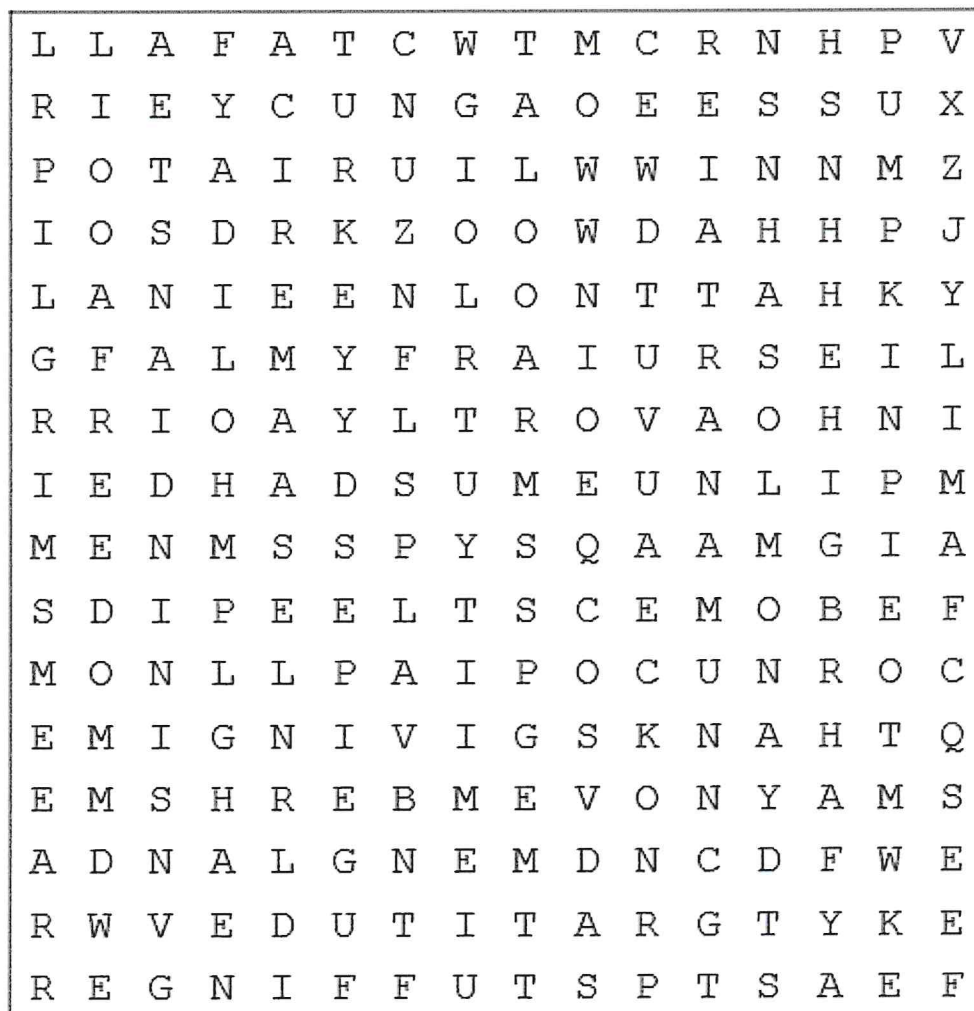 L L A F A T C W T M C R N H P V
R I E Y C U N G A O E E S S U X
P O T A I R U I L W W I N N M Z
I O S D R K Z O O W D A H H P J
L A N I E E N L O N T T A H K Y
G F A L M Y F R A I U R S E I L
R R I O A Y L T R O V A O H N I
I E D H A D S U M E U N L I P M
M E N M S S P Y S Q A A M G I A
S D I P E E L T S C E M O B E F
M O N L L P A I P O C U N R O C
E M I G N I V I G S K N A H T Q
E M S H R E B M E V O N Y A M S
A D N A L G N E M D N C D F W E
R W V E D U T I T A R G T Y K E
R E G N I F F U T S P T S A E F